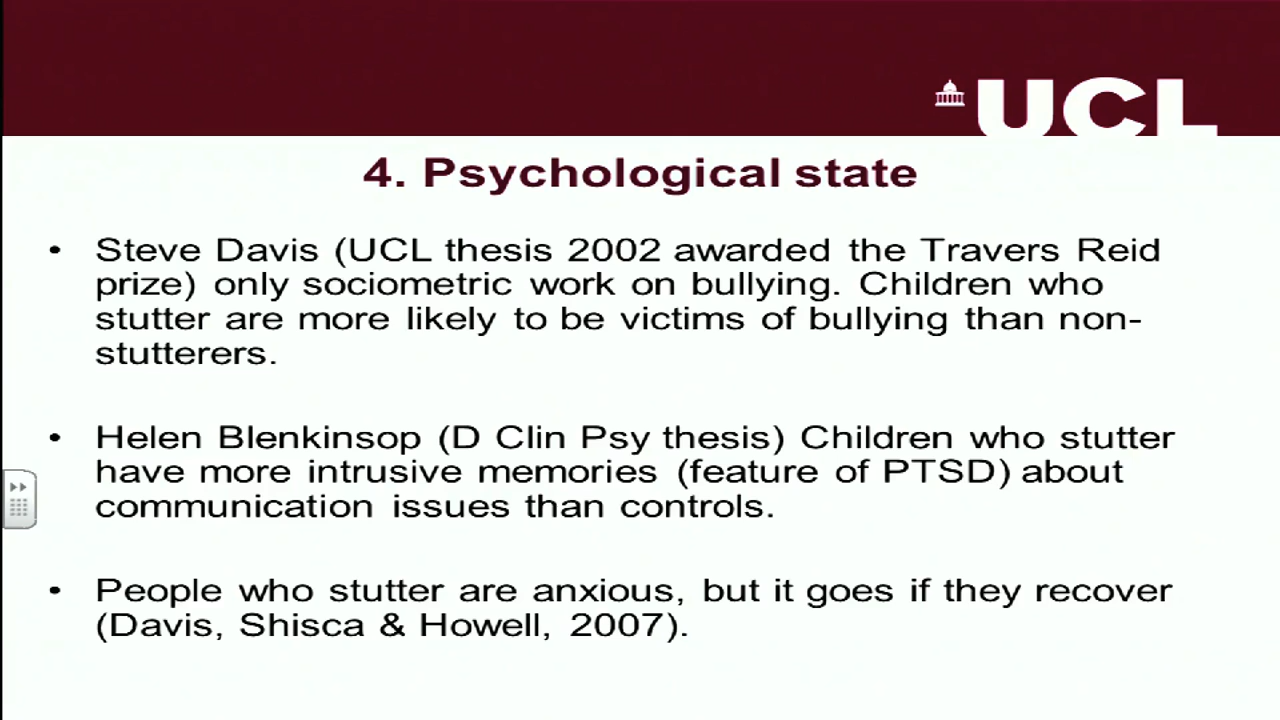 UCL
4. Psychological state
• Steve Davis (UCL thesis 2002 awarded the Travers Reid
prize) only sociometric work on bullying. Children who
stutter are more likely to be victims of bullying than non-
stutterers.
• Helen Blenkinsop (D Clin Psy thesis) Children who stutter
have more intrusive memories (feature of PTSD) about
communication issues than controls.
• People who stutter are anxious, but it goes if they recover
(Davis, Shisca & Howell, 2007).